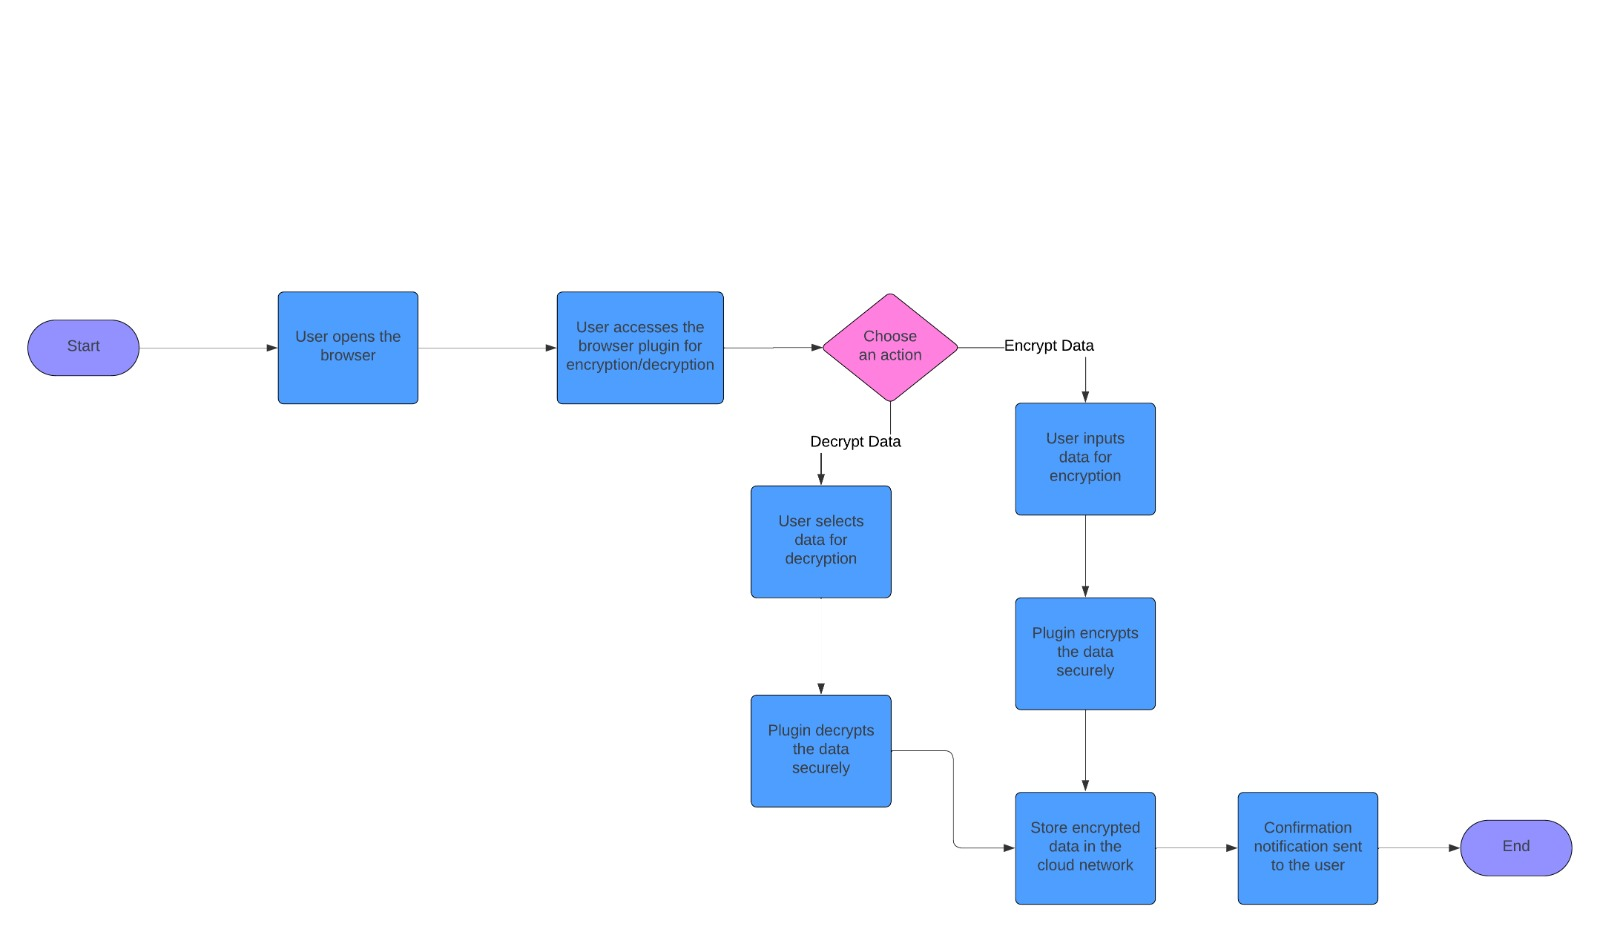 Start
User opens the
browser
User accesses the
browser plugin for
encryption/decryption
Choose
an action
Encrypt Data
Decrypt Data
User inputs
data for
encryption
User selects
data for
decryption
Plugin encrypts
the data
securely
Plugin decrypts
the data
securely
Store encrypted
data in the
cloud network
Confirmation
notification sent
to the user
End